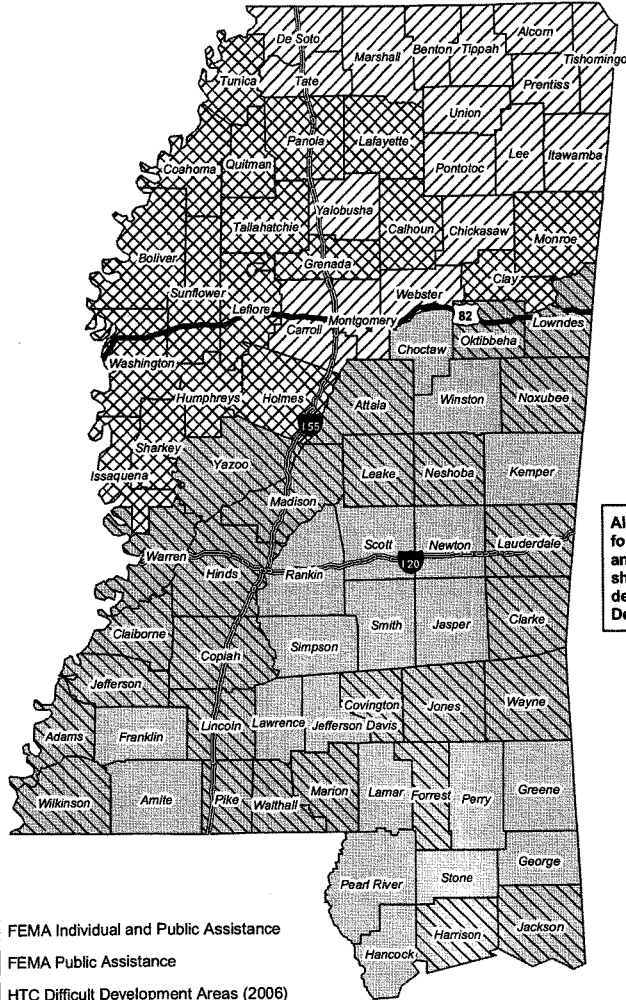 De Soto
Marshall
Benton
Tippah
Alcorn
Tishomingo
Tunica
Tate
Prentiss
Union
Panola
Lafayette
Coahoma
Quitman
Pontotoc
Lee
Itawamba
Yalobusha
Tallahatchie
Calhoun
Chickasaw
Monroe
Bolivar
Grenada
Clay
Sunflower
Leflore
Webster
82
Carroll
Montgomery
Lowndes
Oktibbeha
Choctaw
Washington
Humphreys
Holmes
Attala
Winston
Noxubee
I55
Sharkey
Yazoo
Leake
Neshoba
Kemper
Issaquena
Madison
Warren
Hinds
Rankin
Scott
I20
Newton
Lauderdale
Claiborne
Copiah
Simpson
Smith
Jasper
Clarke
Jefferson
Covington
Jones
Wayne
Adams
Franklin
Lincoln
Lawrence
Jefferson Davis
Wilkinson
Amite
Pike
Walthall
Marion
Lamar
Forrest
Perry
Greene
George
Pearl River
Stone
Harrison
Jackson
Hancock
FEMA Individual and Public Assistance
FEMA Public Assistance
HTC Difficult Development Areas (2006)